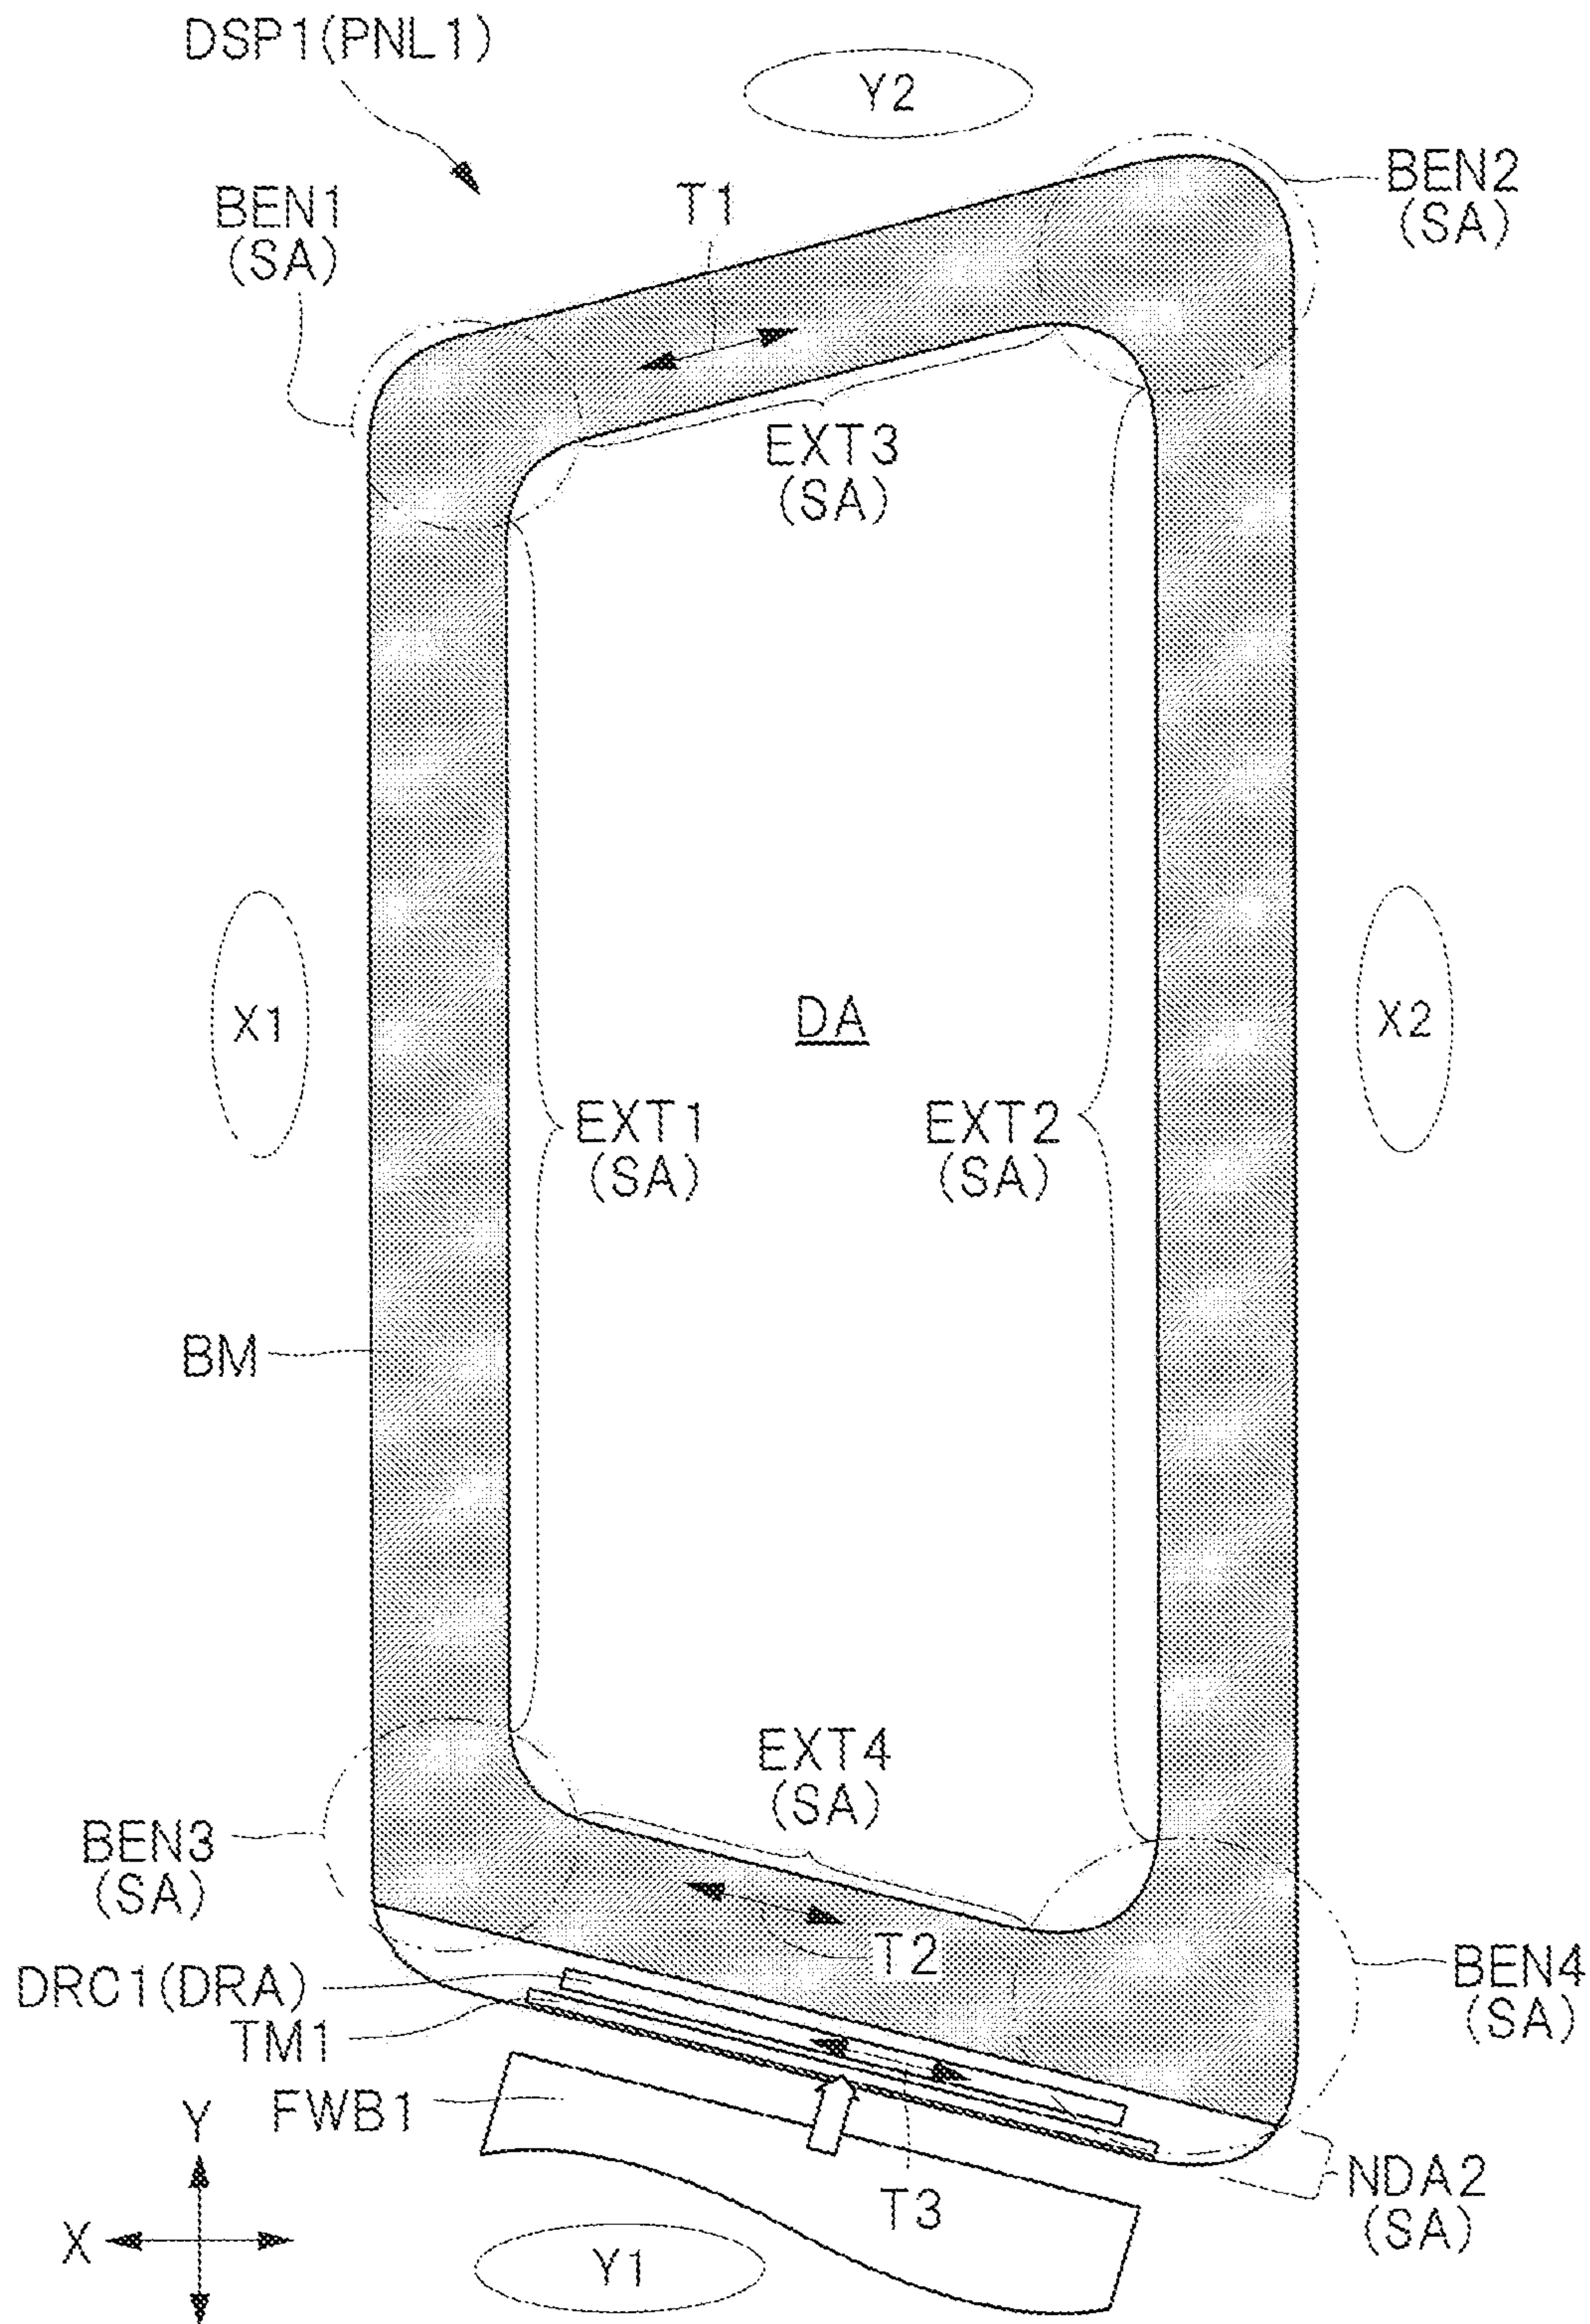 DSP1(PNL1)
Y2
BEN1
(SA)
T1
BEN2
(SA)
EXT3
(SA)
X1
DA
X2
EXT1
(SA)
EXT2
(SA)
BM
EXT4
(SA)
BEN3
(SA)
T2
DRC1(DRA)
BEN4
(SA)
TM1
FWB1
Y
X
T3
NDA2
(SA)
Y1